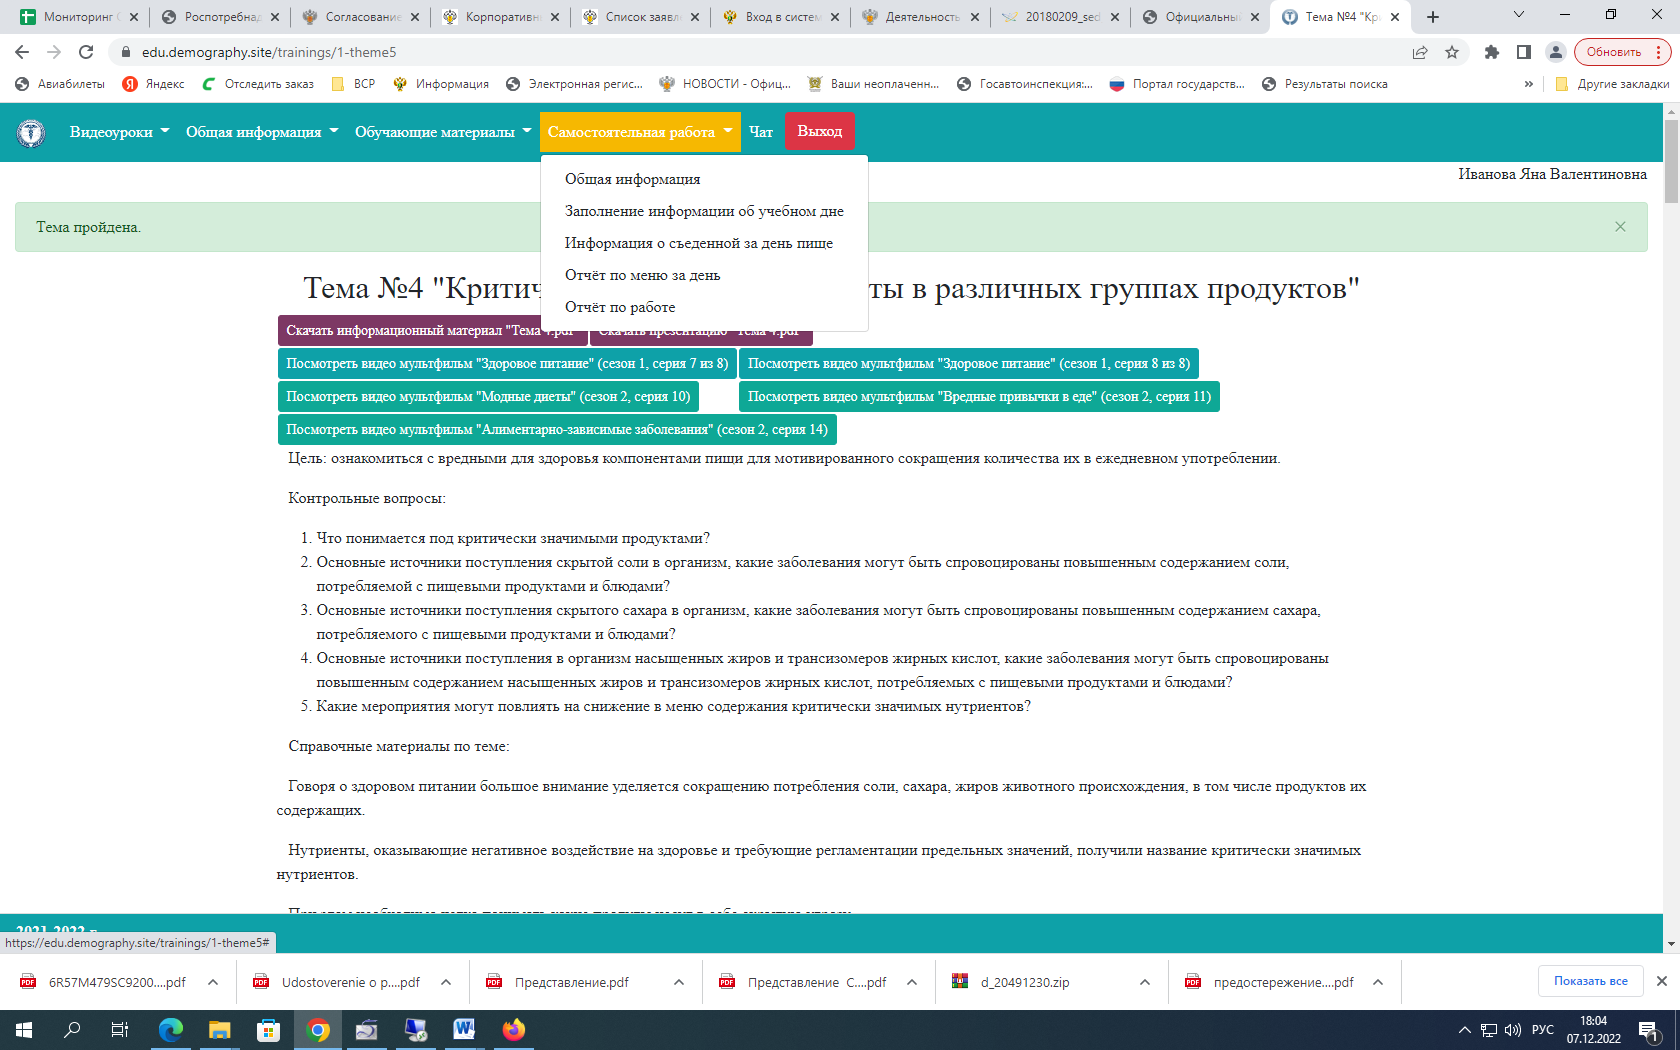 Мониторинг С
Роспотребнад
Согласование
Корпоративн
Список заявл
Вход в систем
Деятельность
20180209_sed
Официальный
Тема №4 "Кри
edu.demography.site/trainings/1-theme5
Обновить
Авиабилеты
Яндекс
Отследить заказ
ВСР
Информация
Электронная регис...
НОВОСТИ - Офиц...
Ваши неоплаченн...
Госавтоинспекция:...
Портал государств...
Результаты поиска
»
Другие закладки
Видеоуроки
Общая информация
Обучающие материалы
Самостоятельная работа
Чат
Выход
Иванова Яна Валентиновна
Общая информация
Заполнение информации об учебном дне
Информация о съеденной за день пище
Отчёт по меню за день
Отчёт по работе
Тема пройдена.
Тема №4 "Критич ты в различных группах продуктов"
Скачать информационный материал "Тема 4.pdf"
Скачать презентацию "Тема 4.pdf"
Посмотреть видео мультфильм "Здоровое питание" (сезон 1, серия 7 из 8)
Посмотреть видео мультфильм "Здоровое питание" (сезон 1, серия 8 из 8)
Посмотреть видео мультфильм "Модные диеты" (сезон 2, серия 10)
Посмотреть видео мультфильм "Вредные привычки в еде" (сезон 2, серия 11)
Посмотреть видео мультфильм "Алиментарно-зависимые заболевания" (сезон 2, серия 14)
Цель: ознакомиться с вредными для здоровья компонентами пищи для мотивированного сокращения количества их в ежедневном употреблении.
Контрольные вопросы:
1. Что понимается под критически значимыми продуктами?
2. Основные источники поступления скрытой соли в организм, какие заболевания могут быть спровоцированы повышенным содержанием соли,
потребляемой с пищевыми продуктами и блюдами?
3. Основные источники поступления скрытого сахара в организм, какие заболевания могут быть спровоцированы повышенным содержанием сахара,
потребляемого с пищевыми продуктами и блюдами?
4. Основные источники поступления в организм насыщенных жиров и трансизомеров жирных кислот, какие заболевания могут быть спровоцированы
повышенным содержанием насыщенных жиров и трансизомеров жирных кислот, потребляемых с пищевыми продуктами и блюдами?
5. Какие мероприятия могут повлиять на снижение в меню содержания критически значимых нутриентов?
Справочные материалы по теме:
Говоря о здоровом питании большое внимание уделяется сокращению потребления соли, сахара, жиров животного происхождения, в том числе продуктов их
содержащих.
Нутриенты, оказывающие негативное воздействие на здоровье и требующие регламентации предельных значений, получили название критически значимых
нутриентов.
2021-2022 г.
https://edu.demography.site/trainings/1-theme5#
6R57M479SC9200....pdf
Udostoverenie o p....pdf
Представление.pdf
Представление С....pdf
d_20491230.zip
предостережение....pdf
Показать все
РУС
18:04
07.12.2022
1